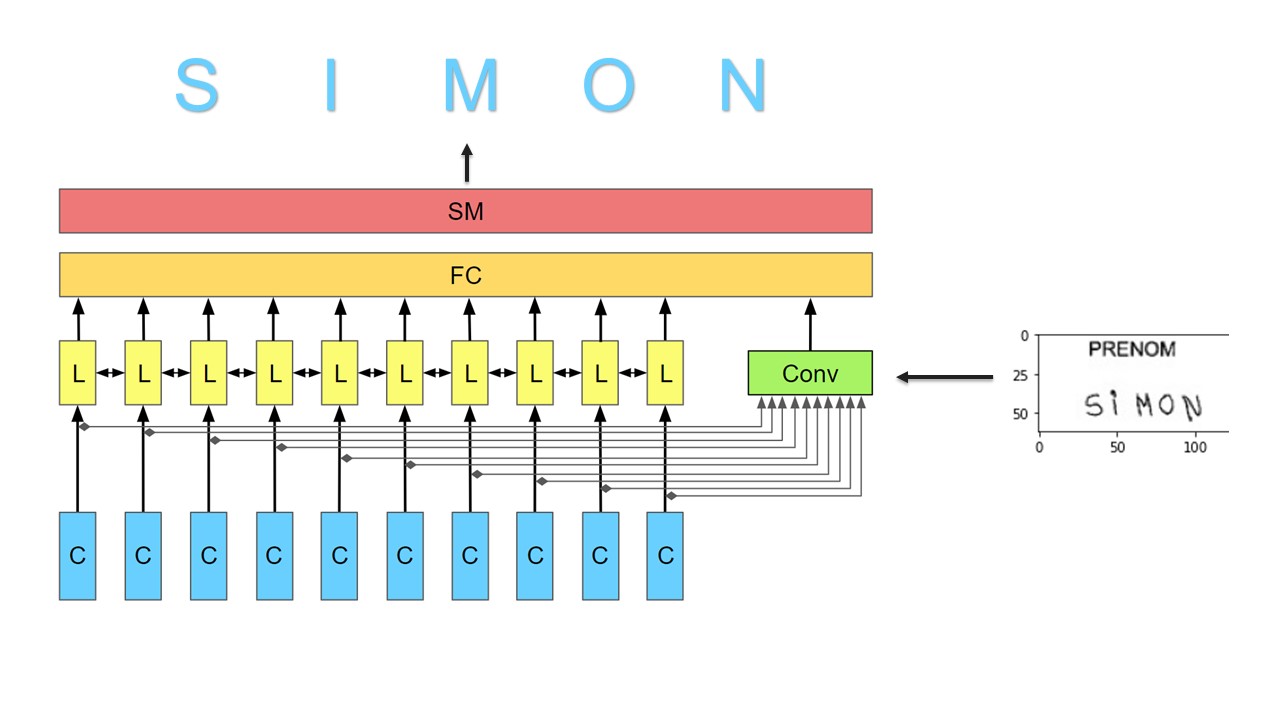 S I M O N
SM
FC
L L L L L L L L L L
Conv
0
PRENOM
25
SiMON
50
0 50 100
C C C C C C C C C C